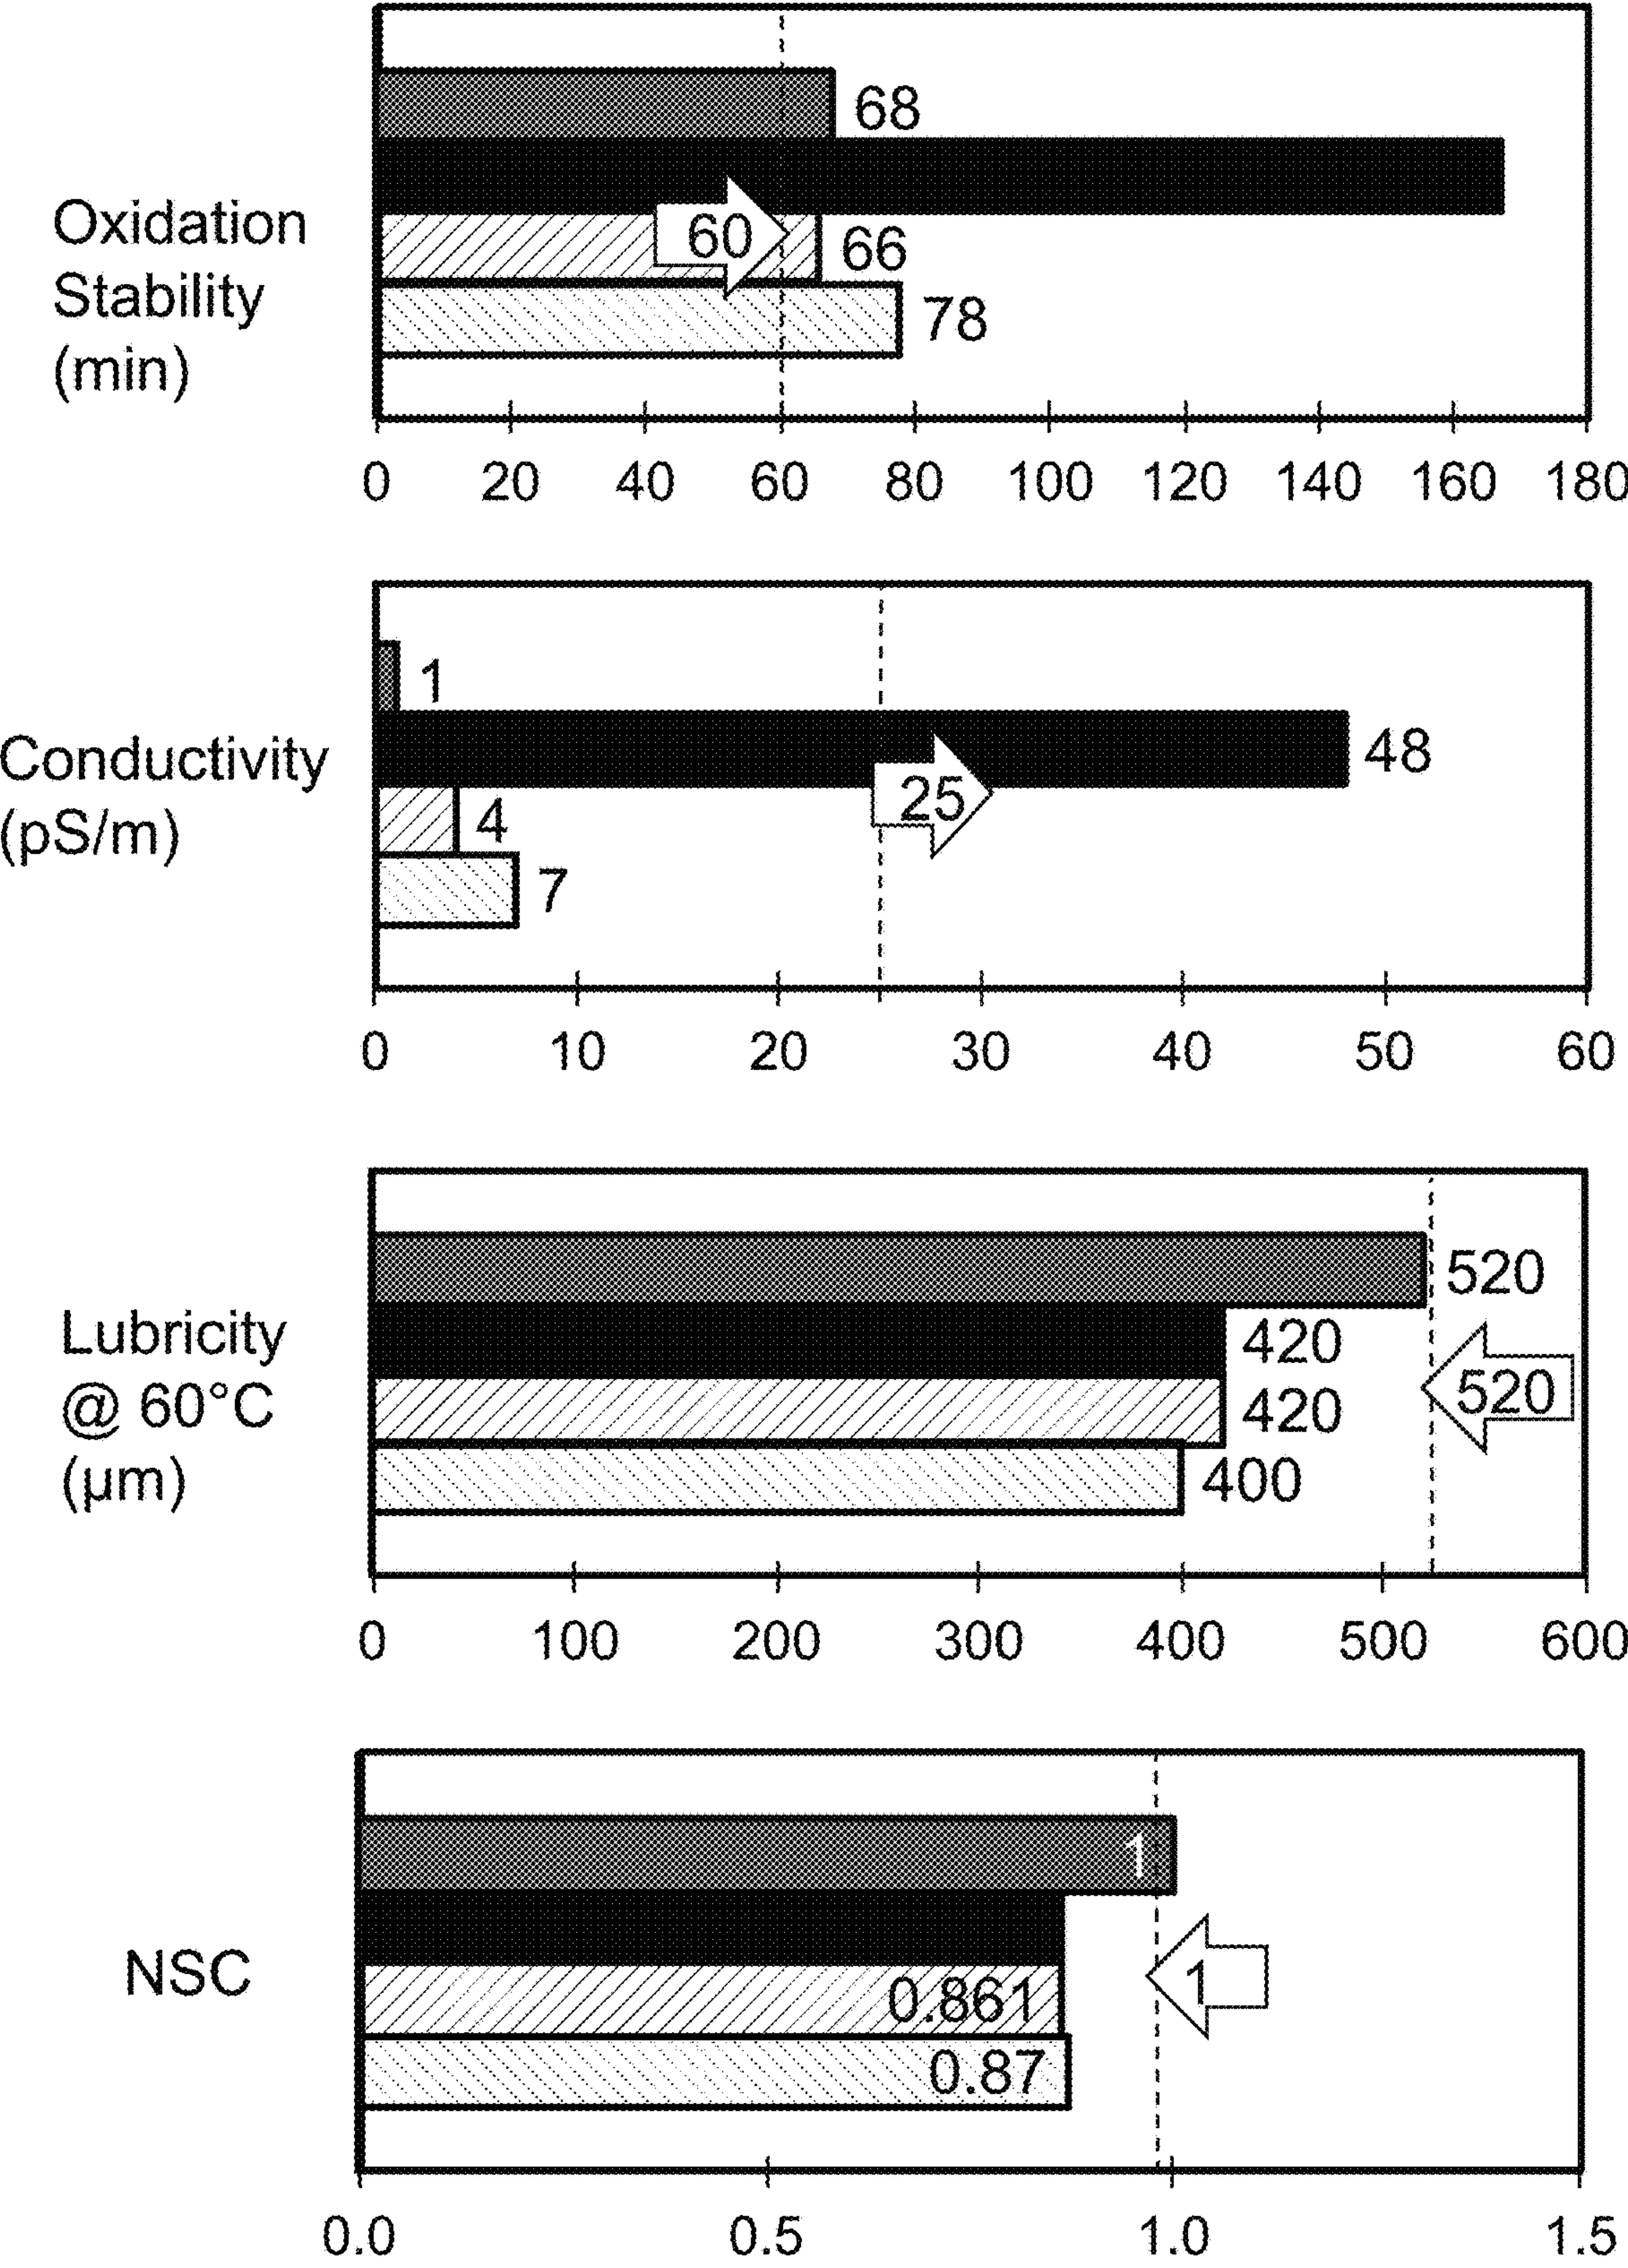 68
Oxidation
Stability
(min)
60
66
78
0 20 40 60 80 100 120 140 160 180
1
Conductivity
(pS/m)
48
25
4
7
0 10 20 30 40 50 60
520
Lubricity
@ 60°C
(µm)
420
520
420
400
0 100 200 300 400 500 600
1
NSC
1
0.861
0.87
0.0 0.5 1.0 1.5